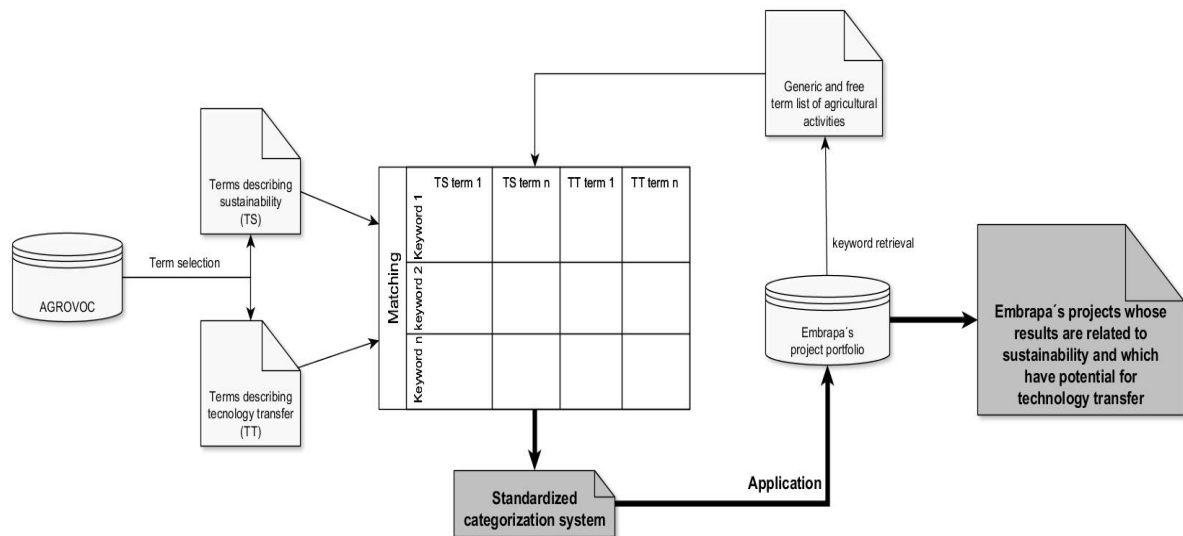 AGROVOC
Term selection
Terms describing
sustainability
(TS)
Terms describing
tecnology transfer
(TT)
Matching
TS term 1
TS term n
TT term 1
TT term n
Keyword 1
keyword 2
Keyword n
Generic and free
term list of agricultural
activities
keyword retrieval
Embrapa´s
project portfolio
Standardized
categorization system
Application
Embrapa´s projects whose
results are related to
sustainability and which
have potential for
technology transfer